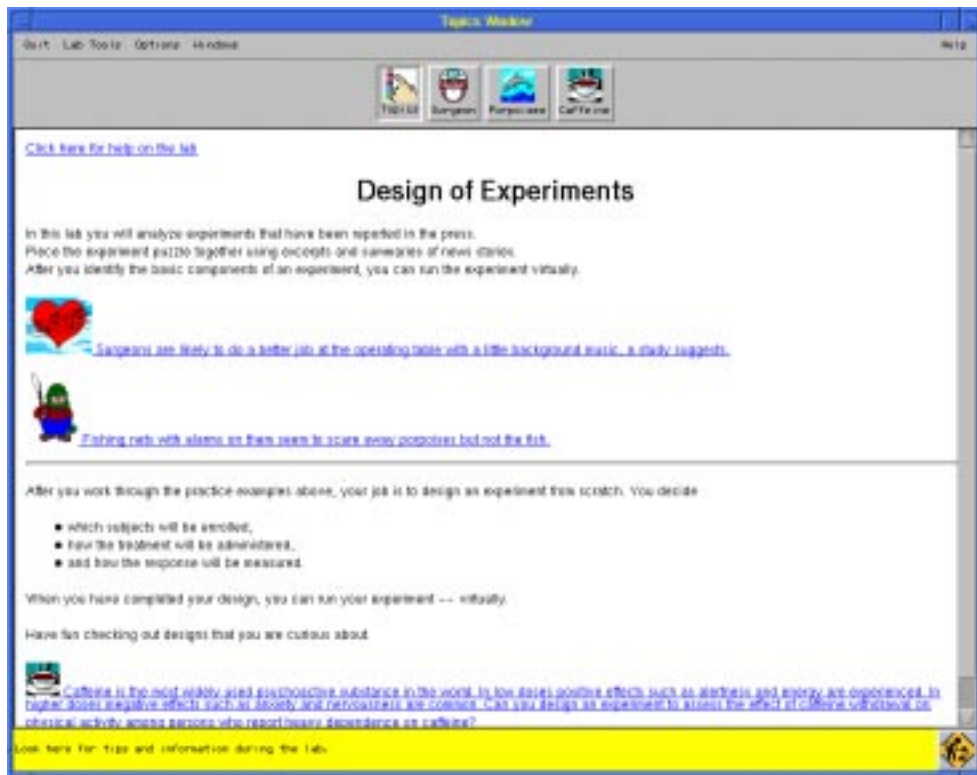 Topics Window
Quit Lab Tools Options Windows Help
Topics Surgeon Porpoises Caffeine
Click here for help on the lab
Design of Experiments
In this lab you will analyze experiments that have been reported in the press.
Piece the experiment puzzle together using excerpts and summaries of news stories.
After you identify the basic components of an experiment, you can run the experiment virtually.
Surgeons are likely to do a better job at the operating table with a little background music, a study suggests.
Fishing nets with alarms on them seem to scare away porpoises but not the fish.
After you work through the practice examples above, your job is to design an experiment from scratch. You decide
which subjects will be enrolled,
how the treatment will be administered,
and how the response will be measured.
When you have completed your design, you can run your experiment -- virtually.
Have fun checking out designs that you are curious about.
Caffeine is the most widely used psychoactive substance in the world. In low doses positive effects such as alertness and energy are experienced. In
higher doses negative effects such as anxiety and nervousness are common. Can you design an experiment to assess the effect of caffeine withdrawal on
physical activity among persons who report heavy dependence on caffeine?
Look here for tips and information during the lab.